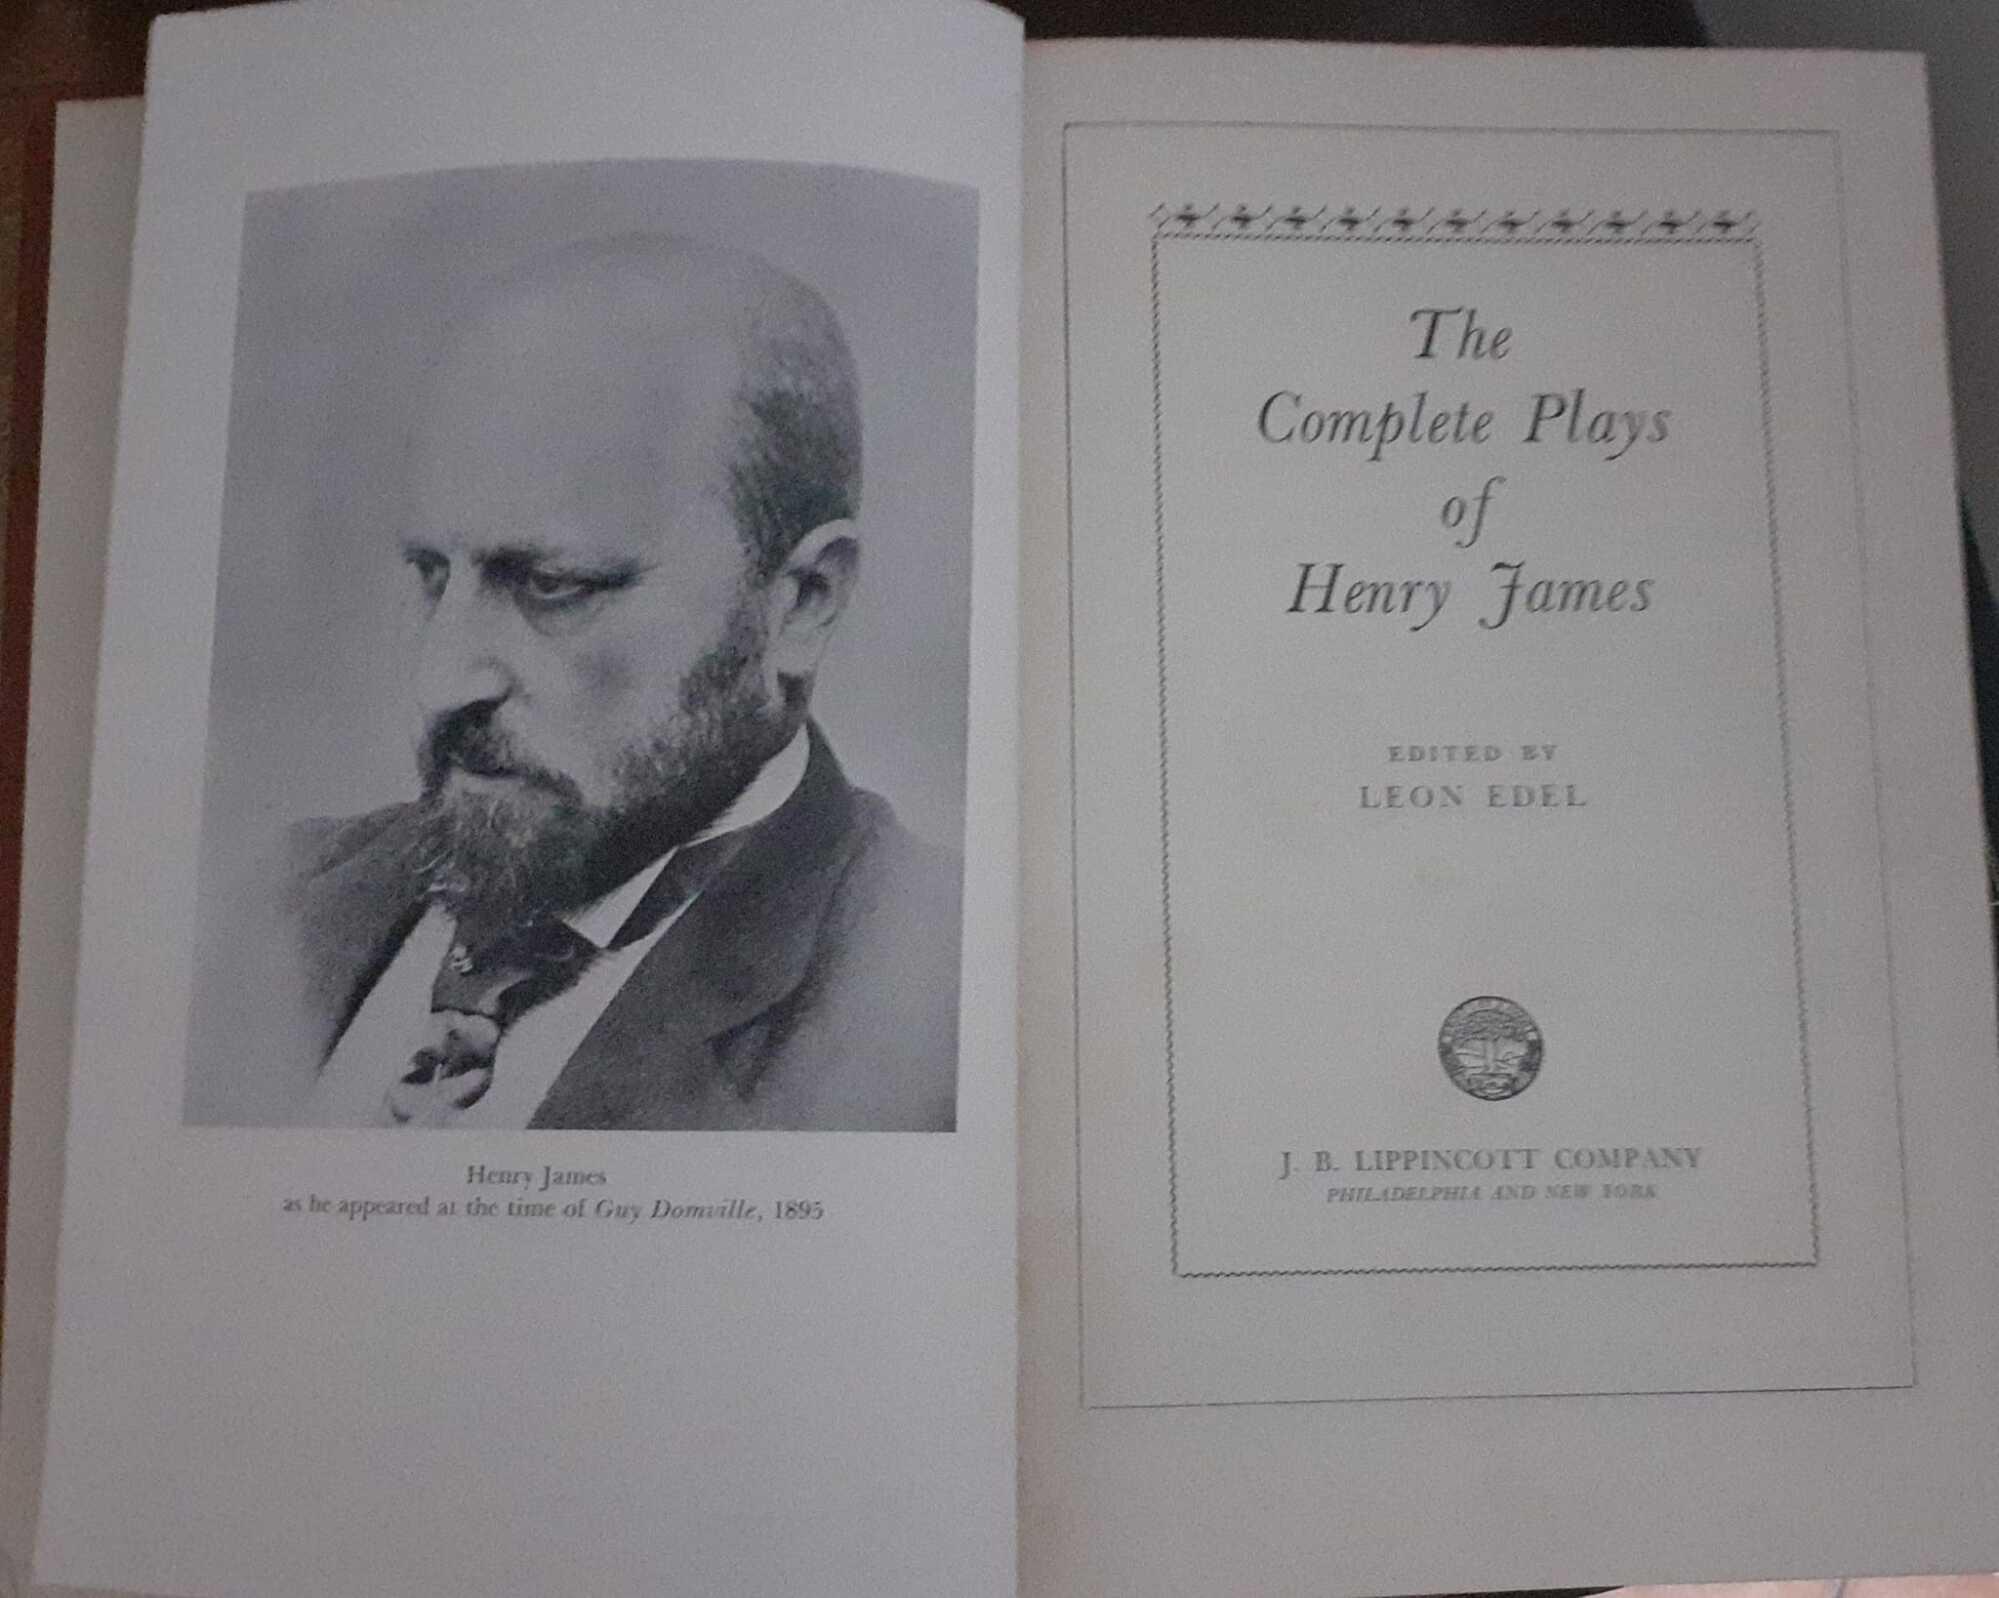 Henry James
as he appeared at the time of Guy Domville, 1895
The
Complete Plays
of
Henry James
EDITED BY
LEON EDEL
J. B. LIPPINCOTT COMPANY
PHILADELPHIA AND NEW YORK